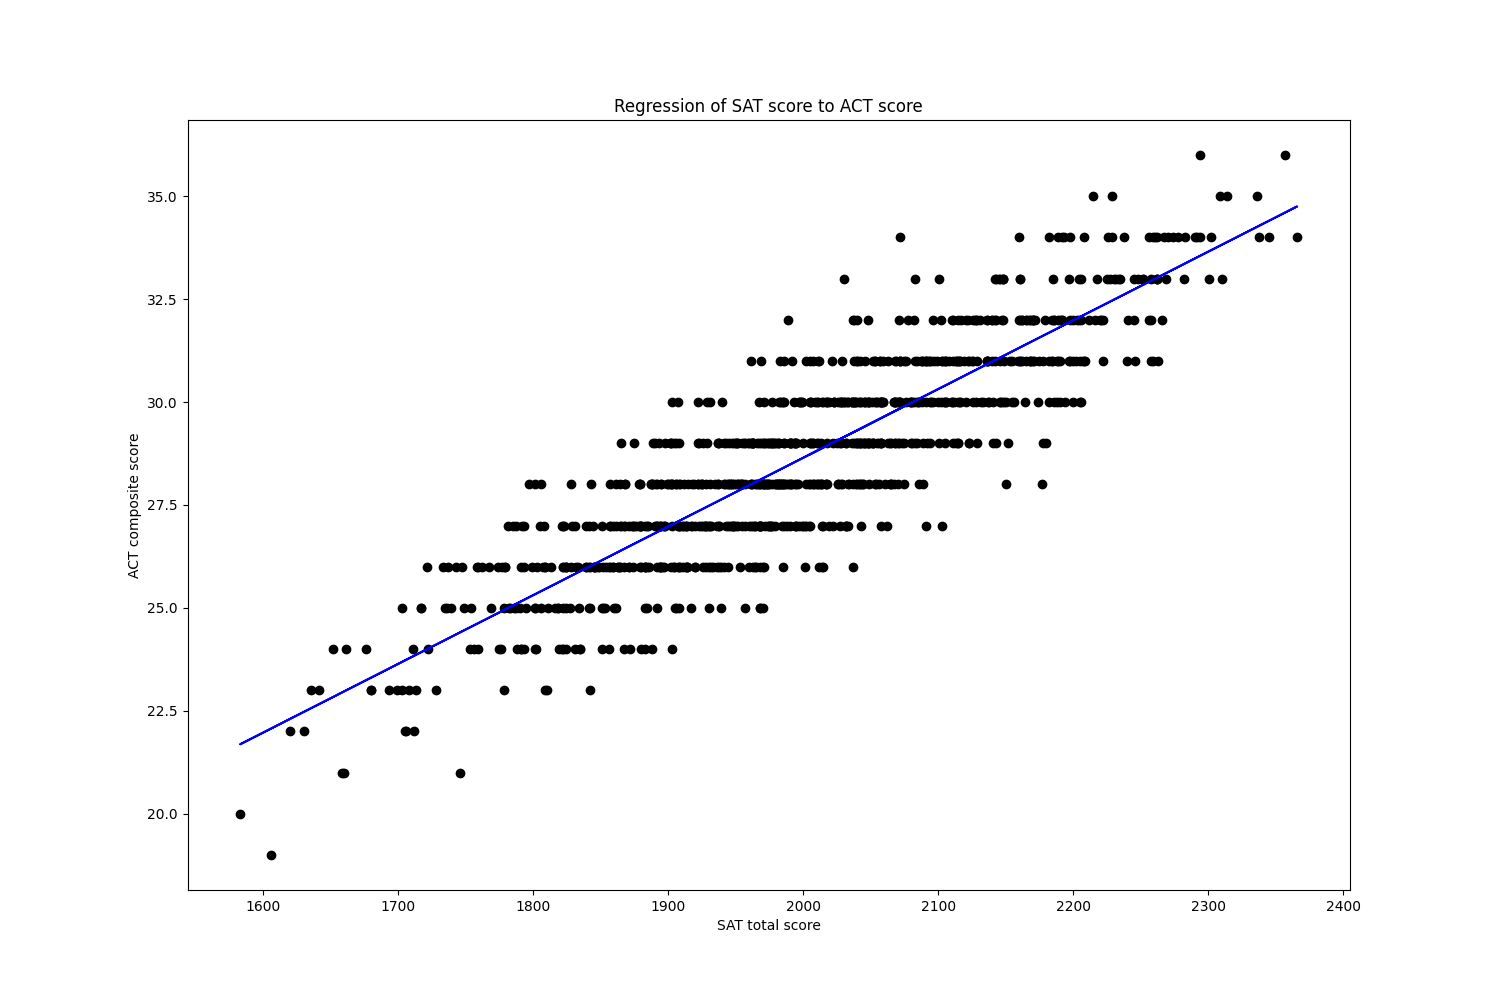 Regression of SAT score to ACT score
ACT composite score
35.0
32.5
30.0
27.5
25.0
22.5
20.0
1600 1700 1800 1900 2000 2100 2200 2300 2400
SAT total score